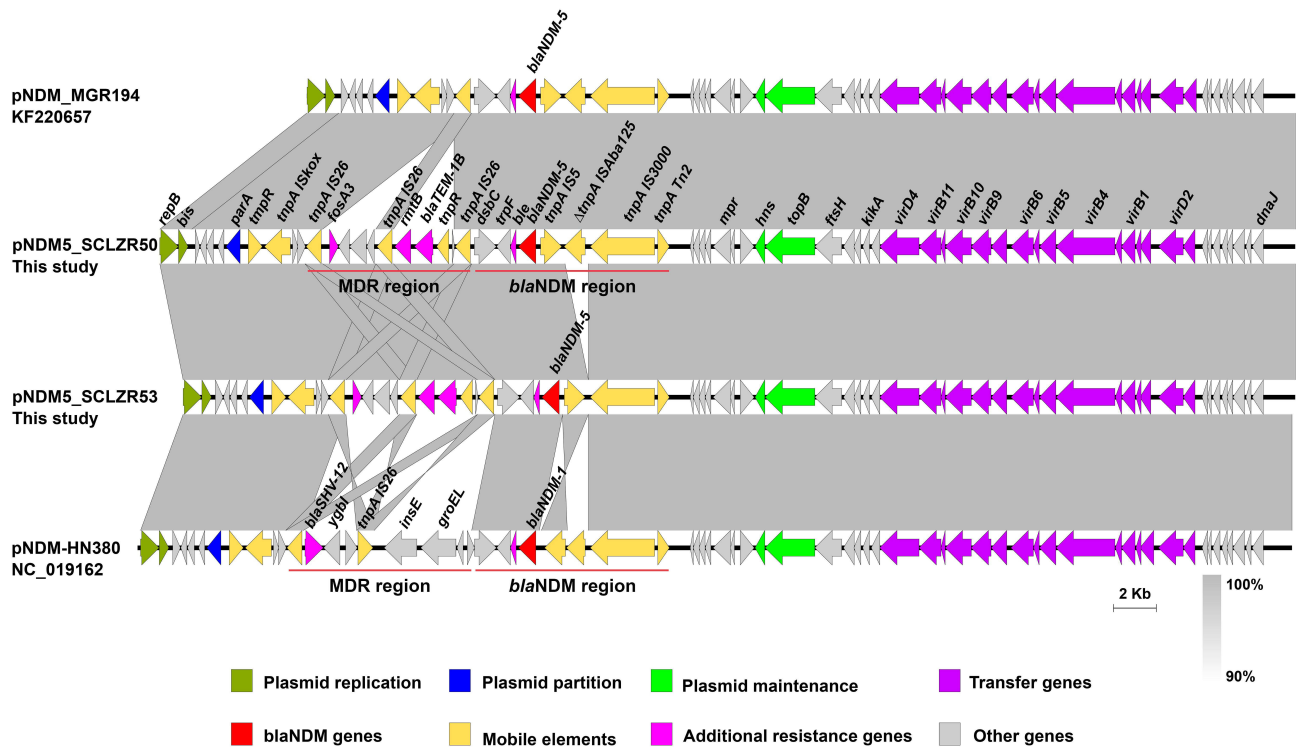 blaNDM-5
pNDM_MGR194
KF220657
repB
bis
parA
tmpR
tnpA ISkox
tnpA IS26
fosA3
tnpA IS26
rmtB
blaTEM-1B
tnpR
tnpA IS26
dsbC
trpF
ble
blaNDM-5
tnpA IS5
ΔtnpA ISAba125
tnpA IS3000
tnpA Tn2
mpr
hns
topB
ftsH
kikA
virD4
virB11
virB10
virB9
virB6
virB5
virB4
virB1
virD2
dnaJ
pNDM5_SCLZR50
This study
MDR region
blaNDM region
blaNDM-5
pNDM5_SCLZR53
This study
blaSHV-12
ygbI
tnpA IS26
insE
groEL
blaNDM-1
pNDM-HN380
NC_019162
MDR region
blaNDM region
2 Kb
100%
90%
Plasmid replication
Plasmid partition
Plasmid maintenance
Transfer genes
blaNDM genes
Mobile elements
Additional resistance genes
Other genes